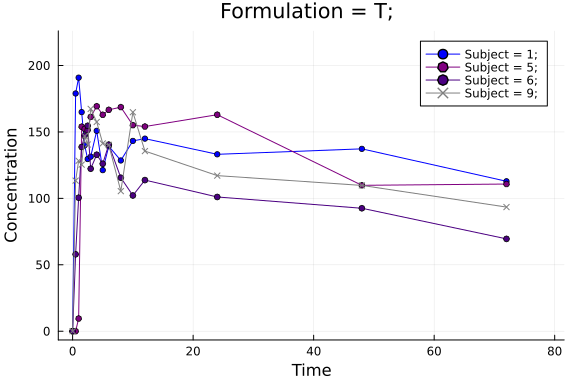 Formulation = T;
Subject = 1;
Subject = 5;
Subject = 6;
Subject = 9;
Concentration
200
150
100
50
0
0 20 40 60 80
Time